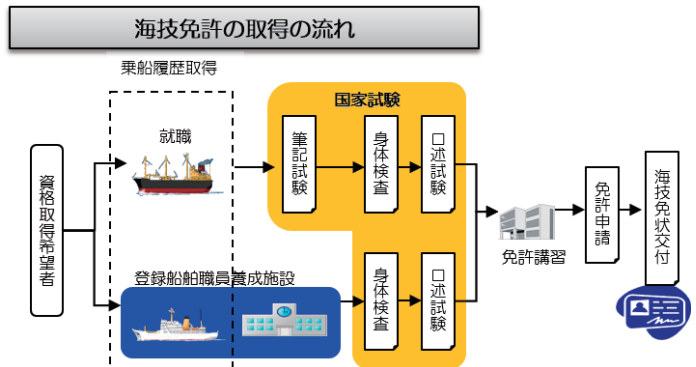 海技免許の取得の流れ
乗船履歴取得
国家試験
就職
筆記試験
身体検査
口述試験
資格取得希望者
免許講習
免許申請
海技免状交付
登録船舶職員養成施設
身体検査
口述試験